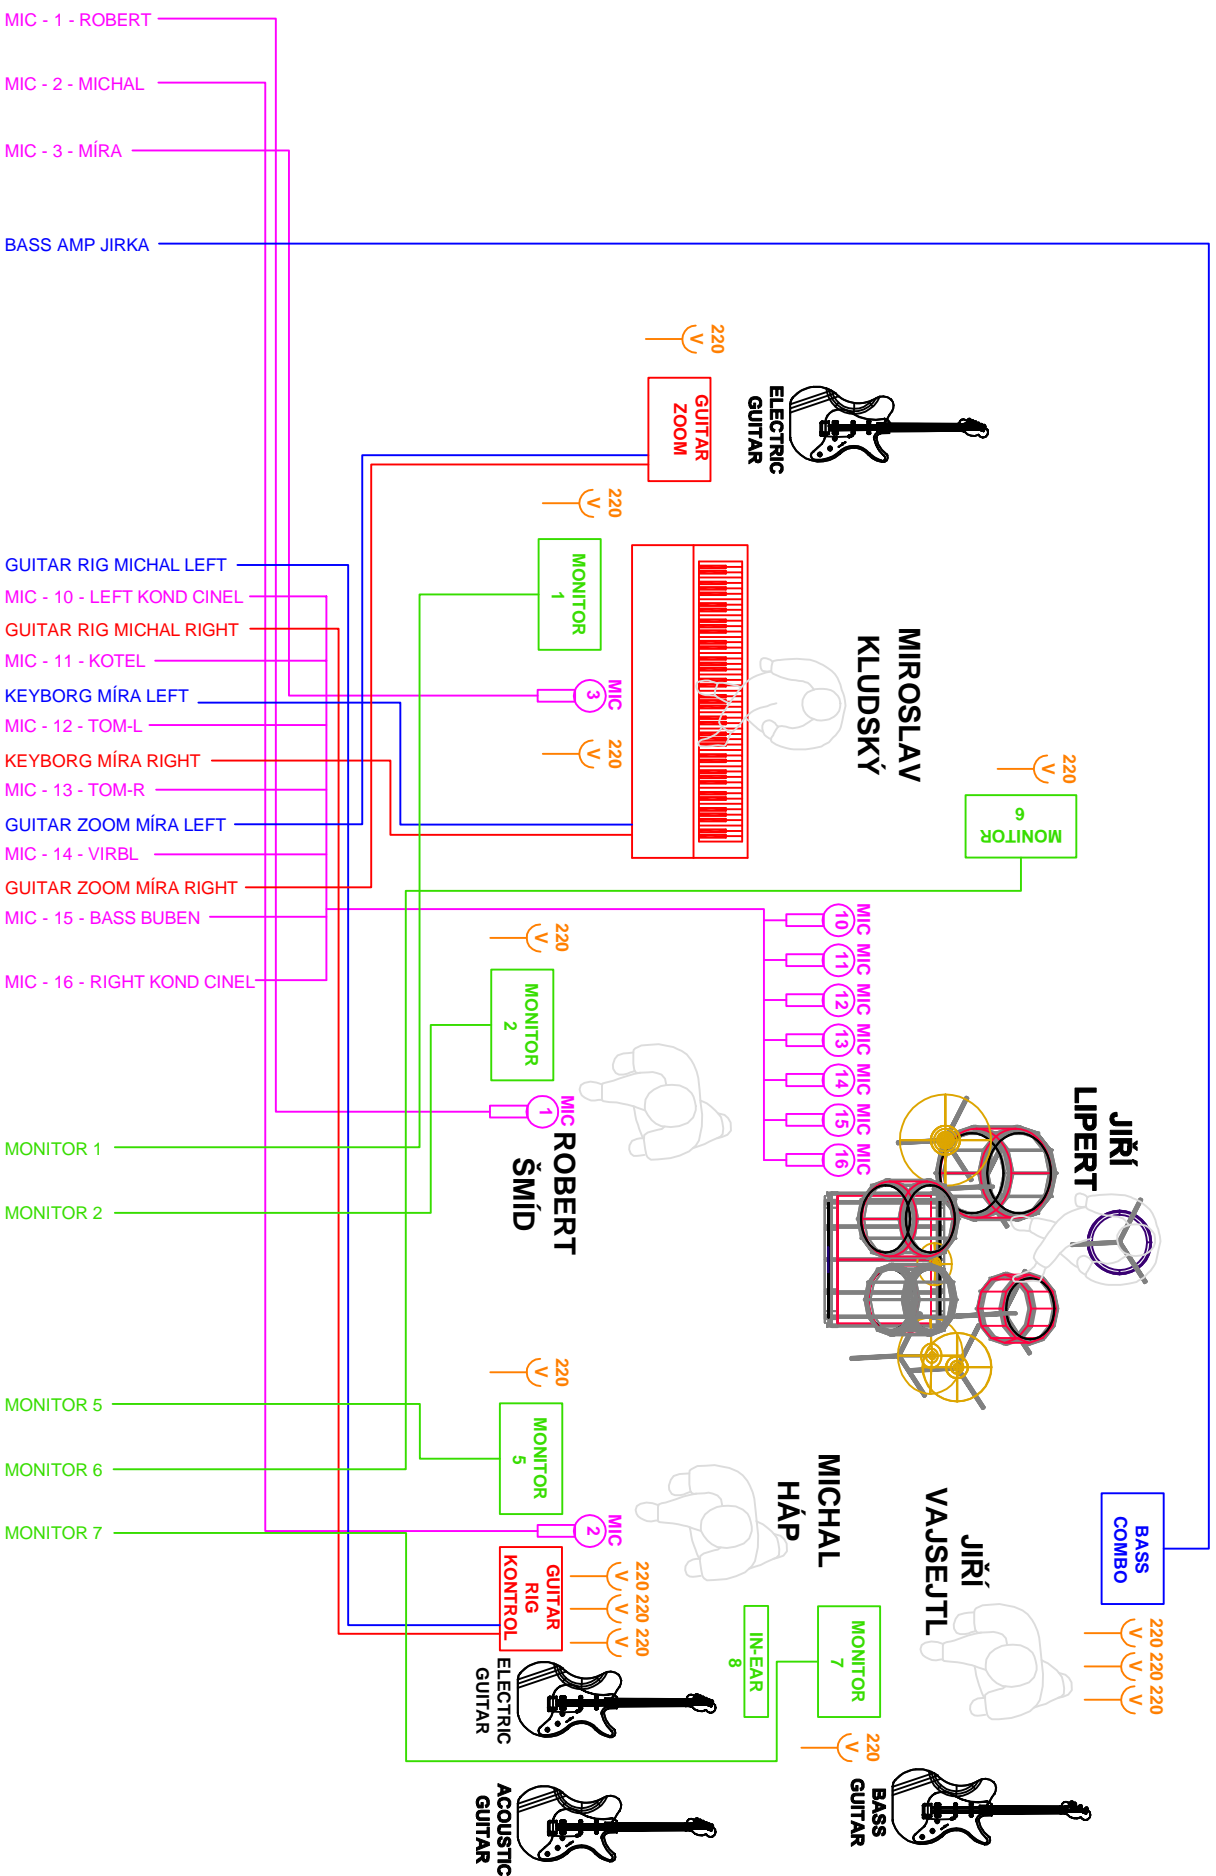 MIC - 1 - ROBERT
MIC - 2 - MICHAL
MIC - 3 - MÍRA
BASS AMP JIRKA
GUITAR RIG MICHAL LEFT
MIC - 10 - LEFT KOND CINEL
GUITAR RIG MICHAL RIGHT
MIC - 11 - KOTEL
KEYBORG MÍRA LEFT
MIC - 12 - TOM-L
KEYBORG MÍRA RIGHT
MIC - 13 - TOM-R
GUITAR ZOOM MÍRA LEFT
MIC - 14 - VIRBL
GUITAR ZOOM MÍRA RIGHT
MIC - 15 - BASS BUBEN
MIC - 16 - RIGHT KOND CINEL
MONITOR 1
MONITOR 2
MONITOR 5
MONITOR 6
MONITOR 7
220
V
GUITAR
ZOOM
ELECTRIC
GUITAR
220
V
MONITOR
1
MIC
3
220
V
MIROSLAV
KLUDSKÝ
220
V
MONITOR
6
MIC
10
MIC
11
MIC
12
MIC
13
MIC
14
MIC
15
MIC
16
220
V
MONITOR
2
MIC
1
ROBERT
ŠMÍD
JIŘÍ
LIPERT
220
V
MONITOR
5
MIC
2
MICHAL
HÁP
JIŘÍ
VAJSEJTL
BASS
COMBO
GUITAR
RIG
KONTROL
220
V
220
V
220
V
IN-EAR
8
MONITOR
7
220
V
220
V
220
V
220
V
ELECTRIC
GUITAR
ACOUSTIC
GUITAR
BASS
GUITAR